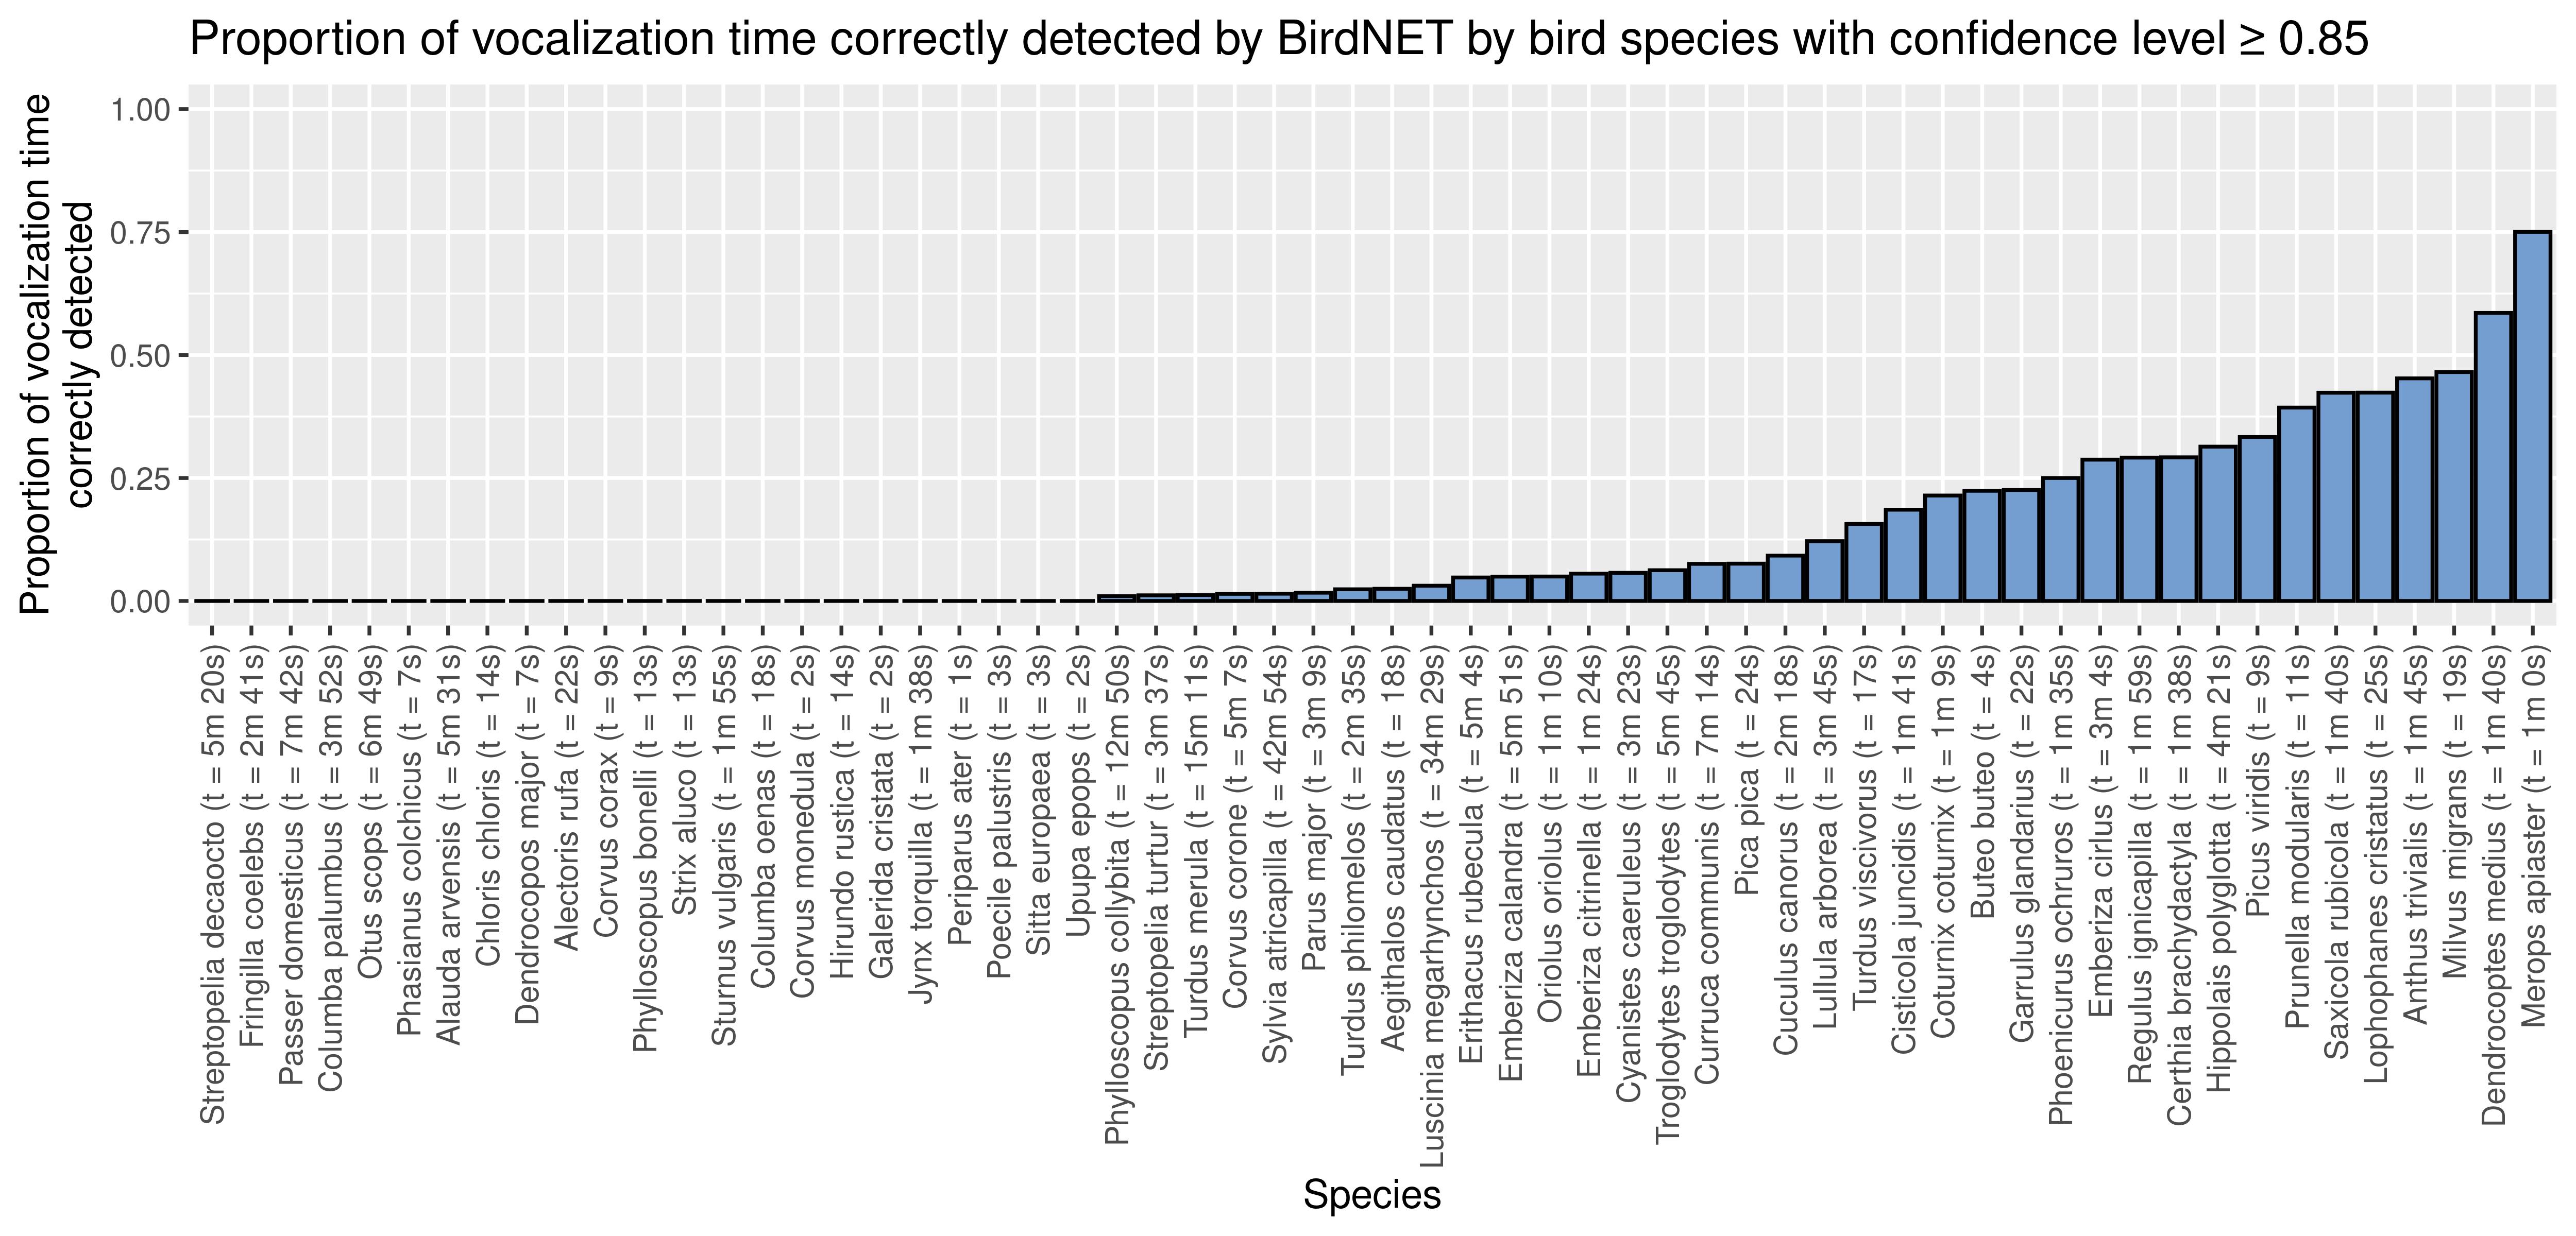 Proportion of vocalization time correctly detected by BirdNET by bird species with confidence level ≥ 0.85
Proportion of vocalization time
correctly detected
1.00
0.75
0.50
0.25
0.00
Streptopelia decaocto (t = 5m 20s)
Fringilla coelebs (t = 2m 41s)
Passer domesticus (t = 7m 42s)
Columba palumbus (t = 3m 52s)
Otus scops (t = 6m 49s)
Phasianus colchicus (t = 7s)
Alauda arvensis (t = 5m 31s)
Chloris chloris (t = 14s)
Dendrocopos major (t = 7s)
Alectoris rufa (t = 22s)
Corvus corax (t = 9s)
Phylloscopus bonelli (t = 13s)
Strix aluco (t = 13s)
Sturnus vulgaris (t = 1m 55s)
Columba oenas (t = 18s)
Corvus monedula (t = 2s)
Hirundo rustica (t = 14s)
Galerida cristata (t = 2s)
Jynx torquilla (t = 1m 38s)
Periparus ater (t = 1s)
Poecile palustris (t = 3s)
Sitta europaea (t = 3s)
Upupa epops (t = 2s)
Phylloscopus collybita (t = 12m 50s)
Streptopelia turtur (t = 3m 37s)
Turdus merula (t = 15m 11s)
Corvus corone (t = 5m 7s)
Sylvia atricapilla (t = 42m 54s)
Parus major (t = 3m 9s)
Turdus philomelos (t = 2m 35s)
Aegithalos caudatus (t = 18s)
Luscinia megarhynchos (t = 34m 29s)
Erithacus rubecula (t = 5m 4s)
Emberiza calandra (t = 5m 51s)
Oriolus oriolus (t = 1m 10s)
Emberiza citrinella (t = 1m 24s)
Cyanistes caeruleus (t = 3m 23s)
Troglodytes troglodytes (t = 5m 45s)
Curruca communis (t = 7m 14s)
Pica pica (t = 24s)
Cuculus canorus (t = 2m 18s)
Lullula arborea (t = 3m 45s)
Turdus viscivorus (t = 17s)
Cisticola juncidis (t = 1m 41s)
Coturnix coturnix (t = 1m 9s)
Buteo buteo (t = 4s)
Garrulus glandarius (t = 22s)
Phoenicurus ochruros (t = 1m 35s)
Emberiza cirlus (t = 3m 4s)
Regulus ignicapilla (t = 1m 59s)
Certhia brachydactyla (t = 1m 38s)
Hippolais polyglotta (t = 4m 21s)
Picus viridis (t = 9s)
Prunella modularis (t = 11s)
Saxicola rubicola (t = 1m 40s)
Lophophanes cristatus (t = 25s)
Anthus trivialis (t = 1m 45s)
Milvus migrans (t = 19s)
Dendrocoptes medius (t = 1m 40s)
Merops apiaster (t = 1m 0s)
Species